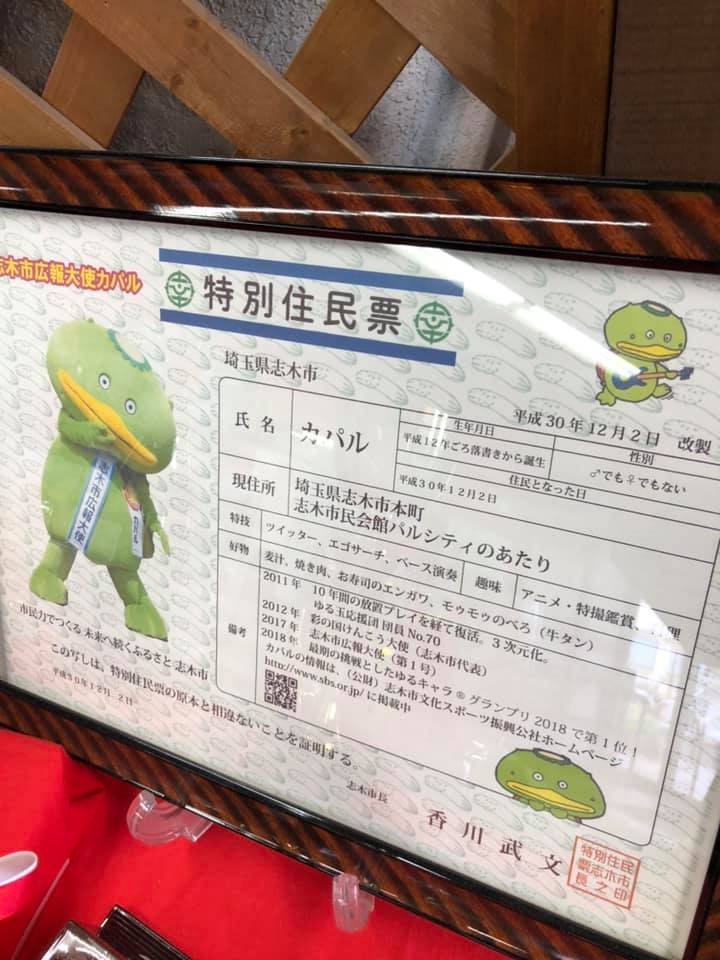 志木市広報大使カパル
特別住民票
埼玉県志木市
平成30年12月2日 改製
氏名
カパル
生年月日
平成12年ごろ落書きから誕生
性別
♂でも♀でもない
住民となった日
平成30年12月2日
現住所
埼玉県志木市本町
志木市民会館パルシティのあたり
特技
ツイッター、エゴサーチ、ベース演奏
趣味
アニメ・特撮鑑賞、
好物
麦汁、焼き肉、お寿司のエンガワ、モゥモゥのべろ（牛タン）
備考
2011年 10年間の放置プレイを経て復活。3次元化。
ゆる玉応援団 団員No.70
2012年 彩の国けんこう大使（志木市代表）
2017年 志木市広報大使（第1号）
2018年 最期の挑戦としたゆるキャラ®グランプリ2018で第1位！
カパルの情報は、（公財）志木市文化スポーツ振興公社ホームページ
http://www.sbs.or.jp/に掲載中
志木市広報大使
カパル
市民力でつくる 未来へ続くふるさと 志木市
この写しは、特別住民票の原本と相違ないことを証明する。
平成30年12月2日
志木市長
香川武文
特別住民
票志木市
長之印